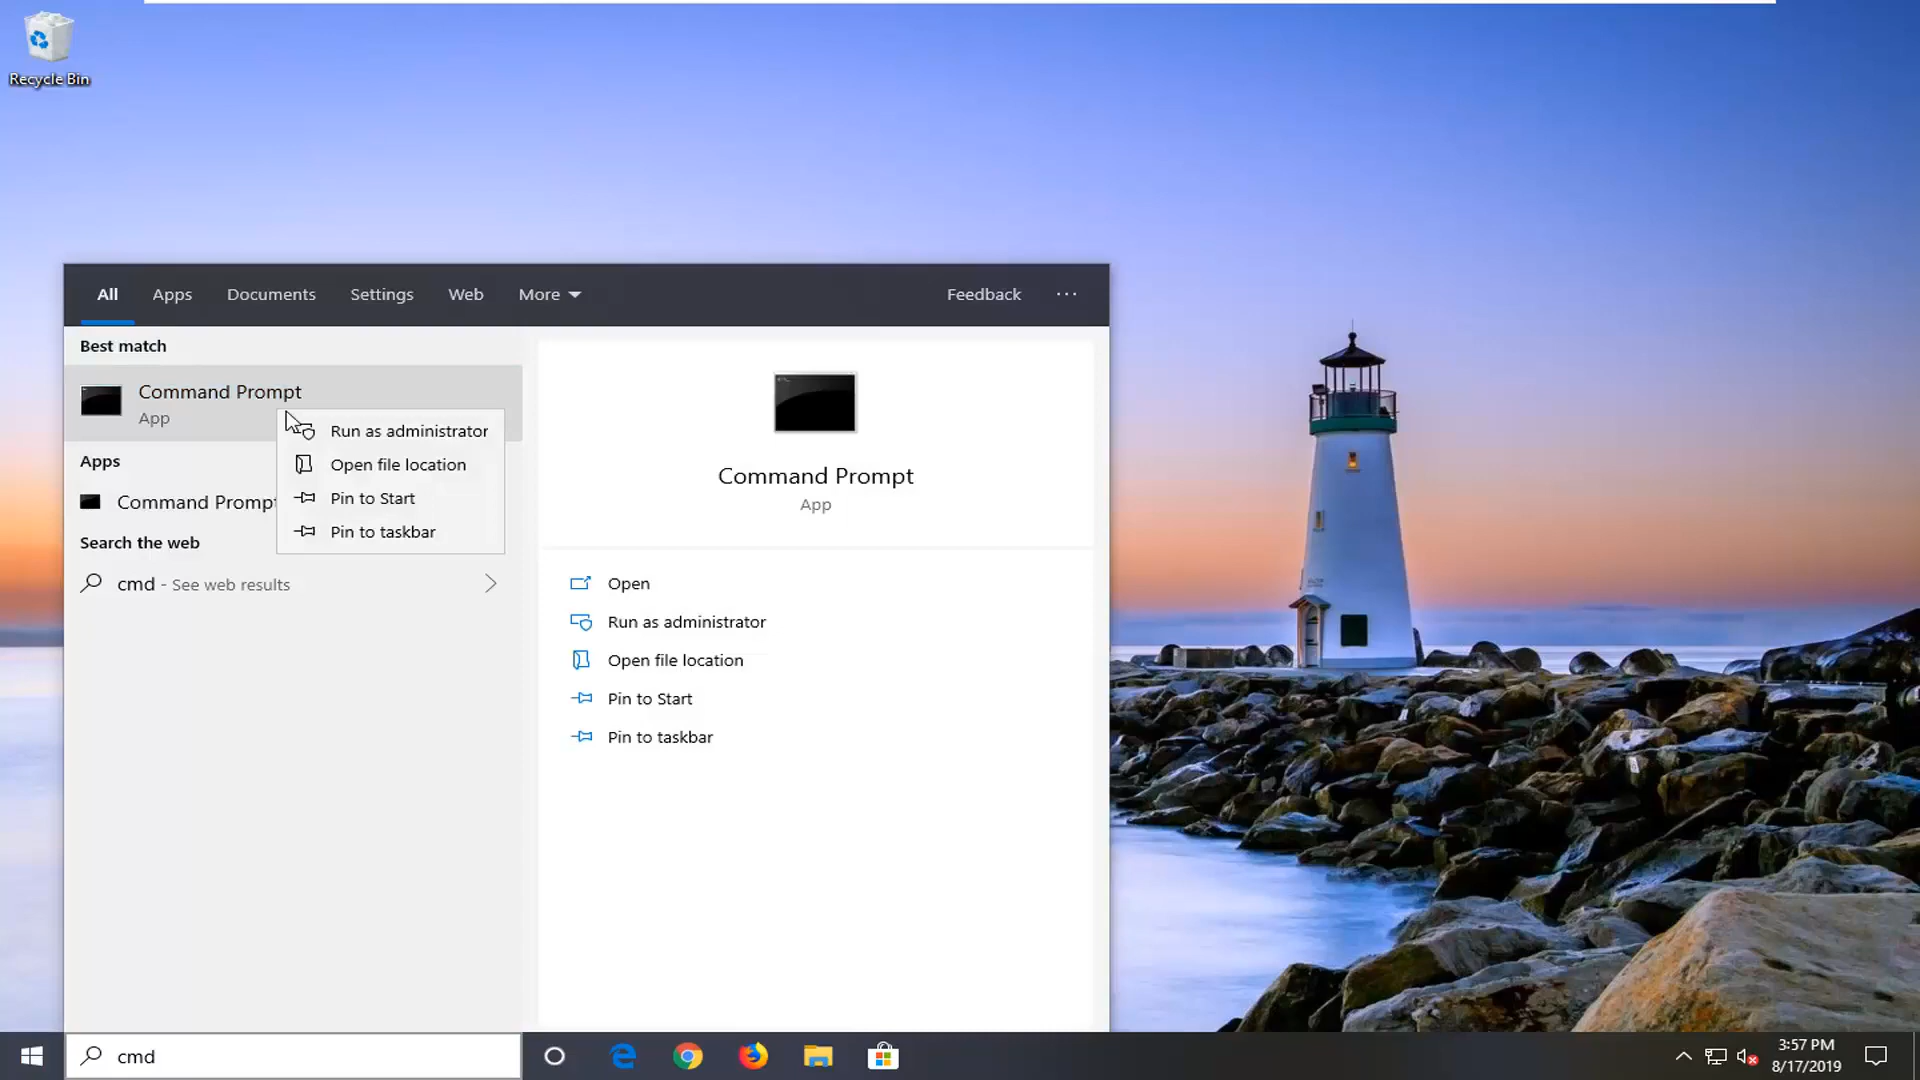 Recycle Bin
All Apps Documents Settings Web More Feedback ...
Best match
Command Prompt
App
Run as administrator
Open file location
Pin to Start
Pin to taskbar
Apps
Command Prompt
Search the web
cmd - See web results
Command Prompt
App
Open
Run as administrator
Open file location
Pin to Start
Pin to taskbar
cmd
3:57 PM
8/17/2019